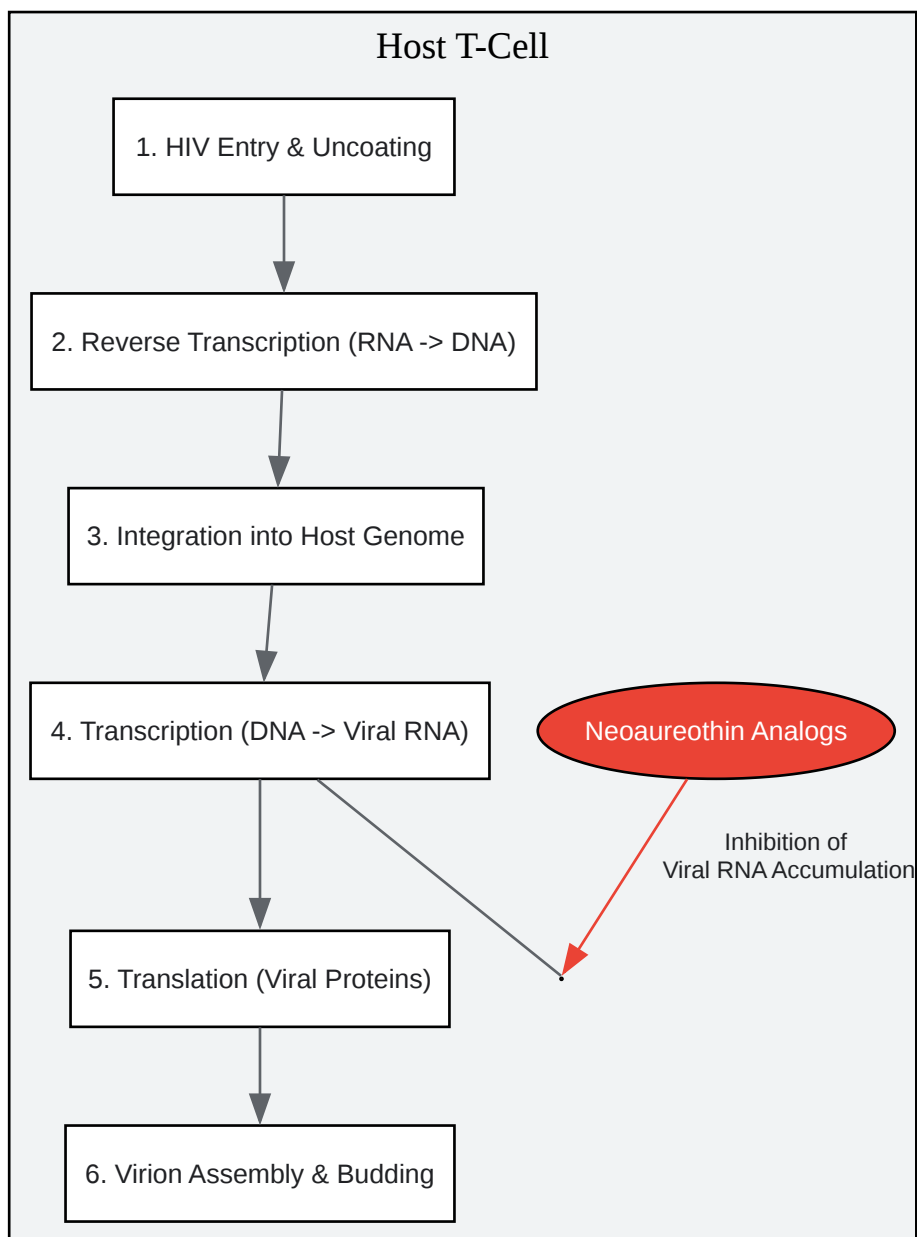 Host T-Cell
1. HIV Entry & Uncoating
2. Reverse Transcription (RNA -> DNA)
3. Integration into Host Genome
4. Transcription (DNA -> Viral RNA)
Neoaureothin Analogs
Inhibition of
Viral RNA Accumulation
5. Translation (Viral Proteins)
6. Virion Assembly & Budding